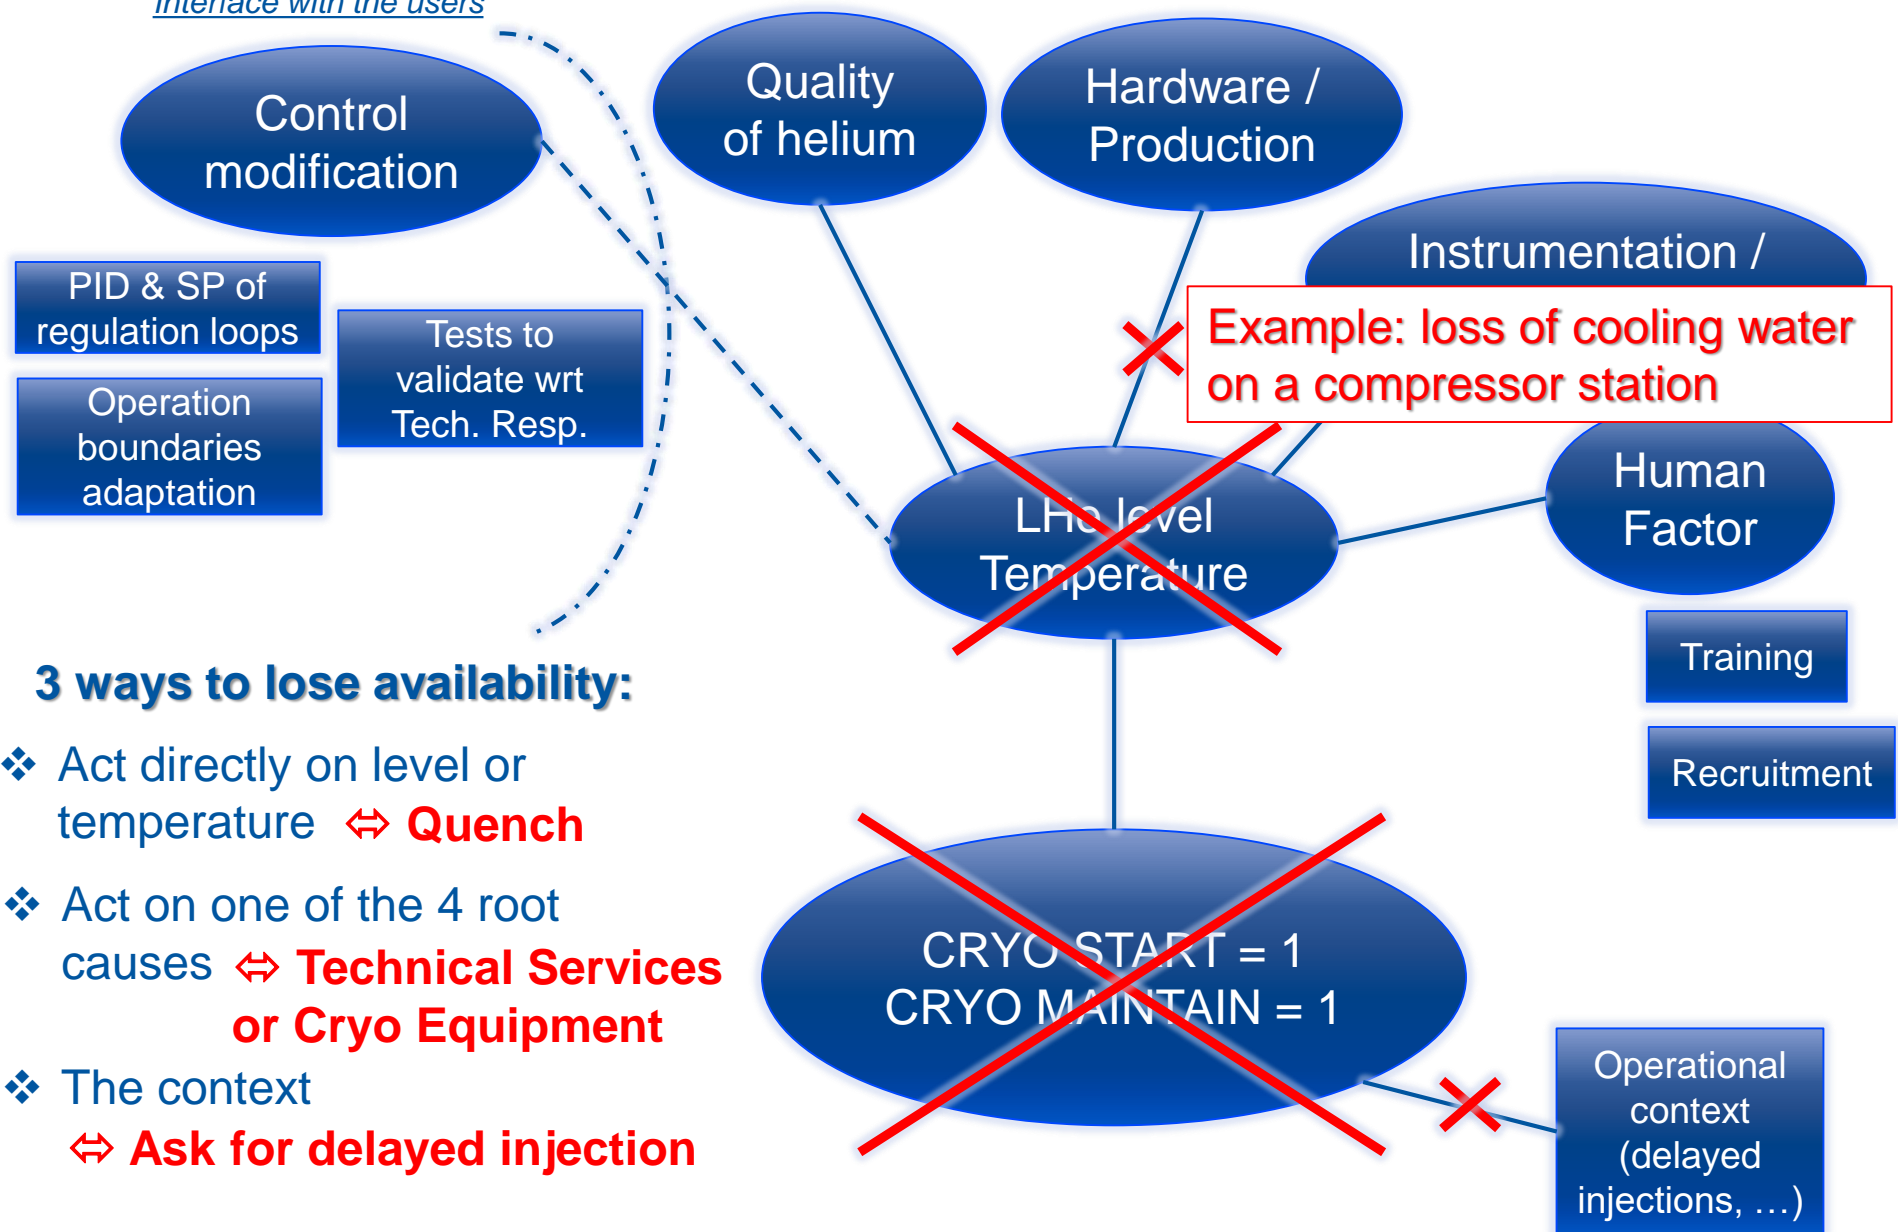 Interface with the users
Control
modification
Quality
of helium
Hardware /
Production
Instrumentation /
PID & SP of
regulation loops
Tests to
validate wrt
Tech. Resp.
Operation
boundaries
adaptation
Example: loss of cooling water
on a compressor station
LHe level
Temperature
Human
Factor
Training
Recruitment
3 ways to lose availability:
❖ Act directly on level or
temperature ⇔ Quench
❖ Act on one of the 4 root
causes ⇔ Technical Services
or Cryo Equipment
❖ The context
⇔ Ask for delayed injection
CRYO START = 1
CRYO MAINTAIN = 1
Operational
context
(delayed
injections, …)